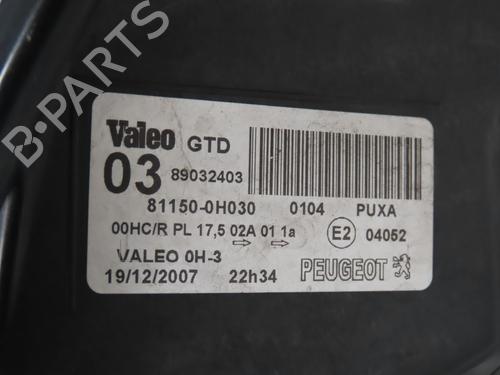 Valeo GTD
03 89032403
81150-0H030 0104 PUXA
00HC/R PL 17,5 02A 01 1a E2 04052
VALEO 0H-3
19/12/2007 22h34 PEUGEOT
B-PARTS